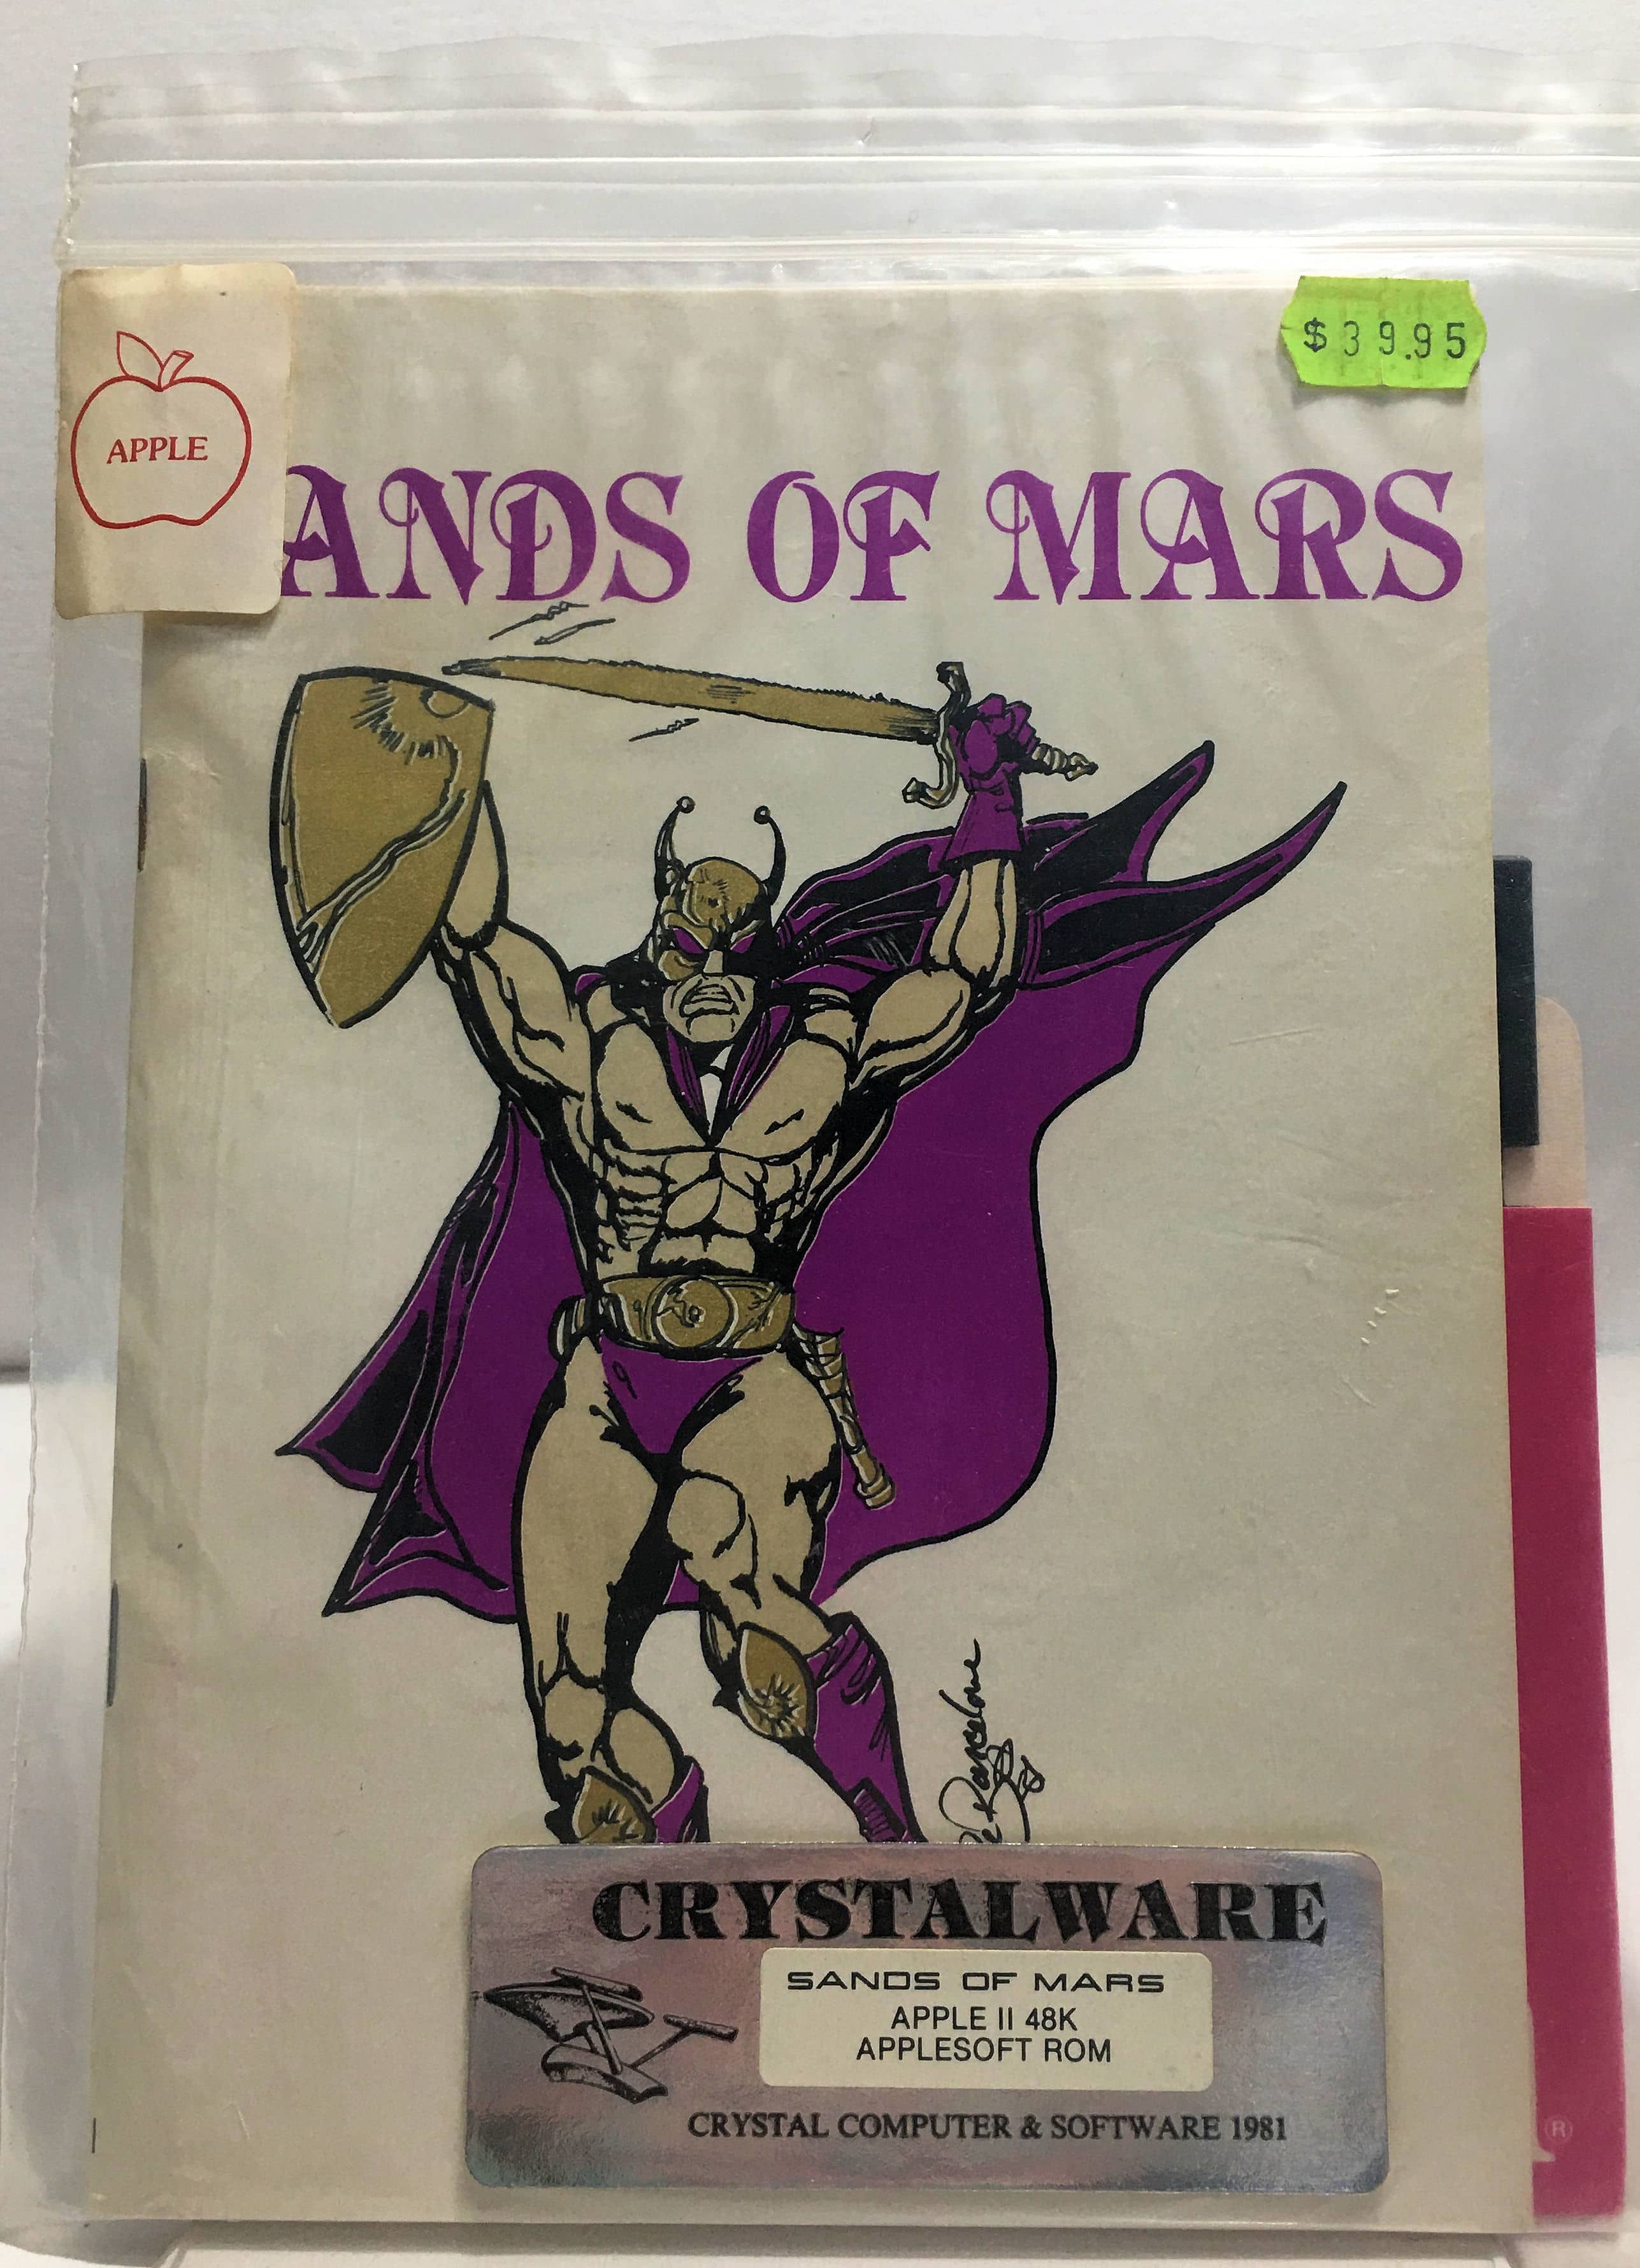 $39.95
APPLE
ANDS OF MARS
CRYSTALWARE
SANDS OF MARS
APPLE II 48K
APPLESOFT ROM
CRYSTAL COMPUTER & SOFTWARE 1981
®